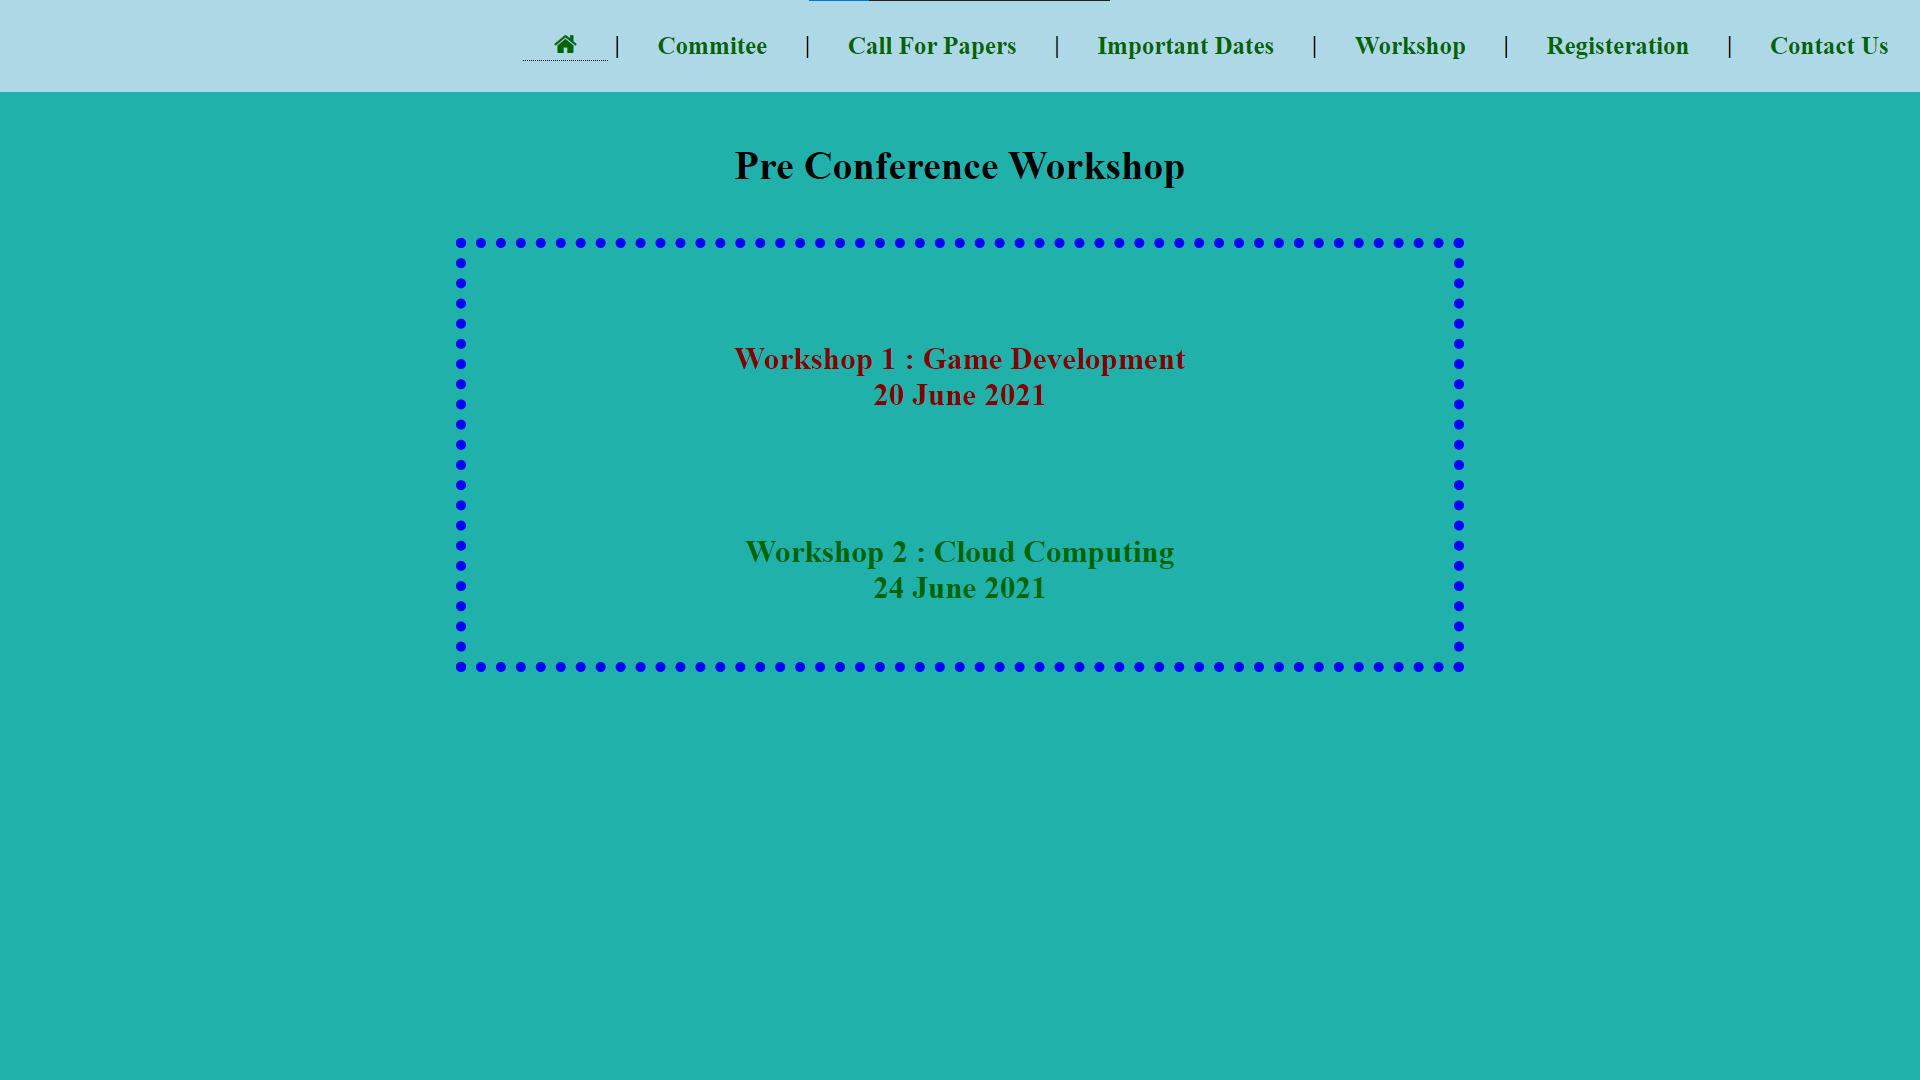 | Commitee | Call For Papers | Important Dates | Workshop | Registeration | Contact Us
Pre Conference Workshop
Workshop 1 : Game Development
20 June 2021
Workshop 2 : Cloud Computing
24 June 2021